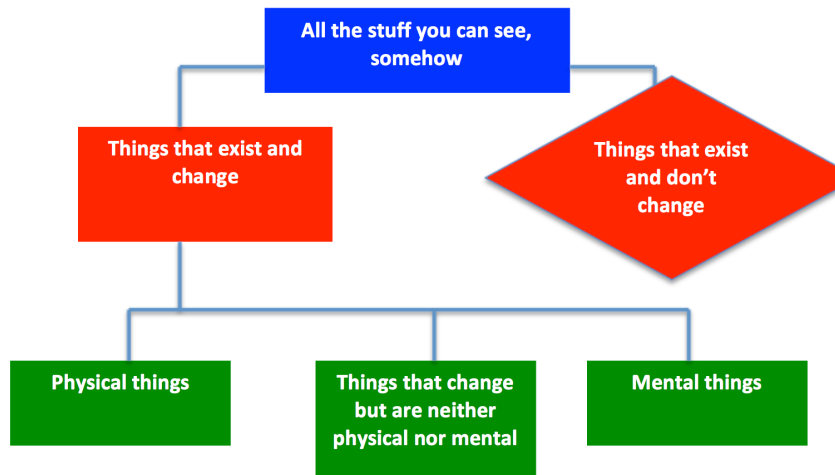 All the stuff you can see,
somehow
Things that exist and
change
Things that exist
and don’t
change
Physical things
Things that change
but are neither
physical nor mental
Mental things